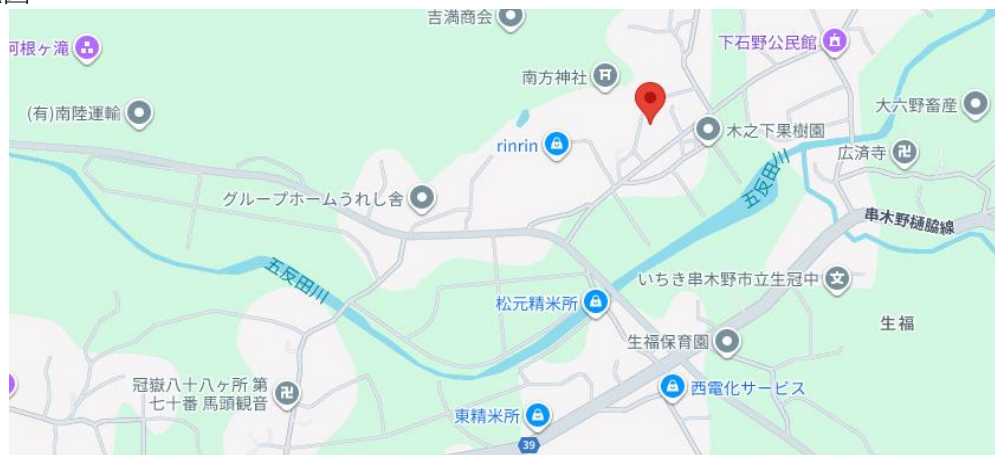 吉満商会
下石野公民館
可根ヶ滝
南方神社
(有)南陸運輸
大六野畜産
木之下果樹園
rinrin
広済寺
五反田川
グループホームうれし舎
串木野樋脇線
五反田川
いちき串木野市立生冠中
松元精米所
生福
生福保育園
冠嶽八十八ヶ所 第
七十番 馬頭観音
西電化サービス
東精米所
39